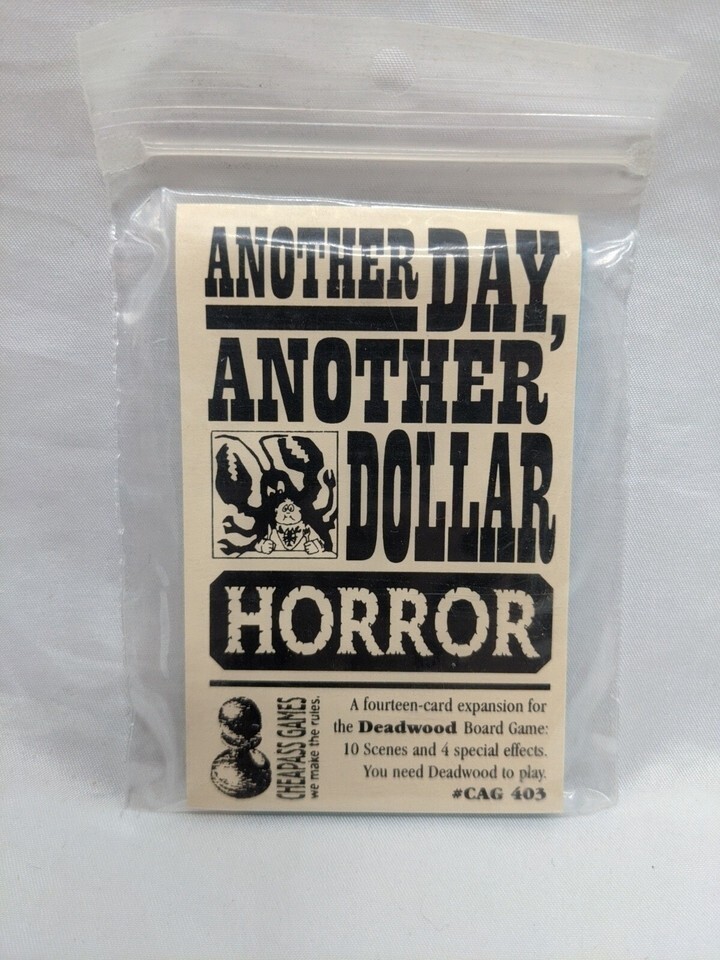 ANOTHER DAY,
ANOTHER
DOLLAR
HORROR
CHEAPASS GAMES
we make the rules.
A fourteen-card expansion for
the Deadwood Board Game:
10 Scenes and 4 special effects.
You need Deadwood to play.
#CAG 403